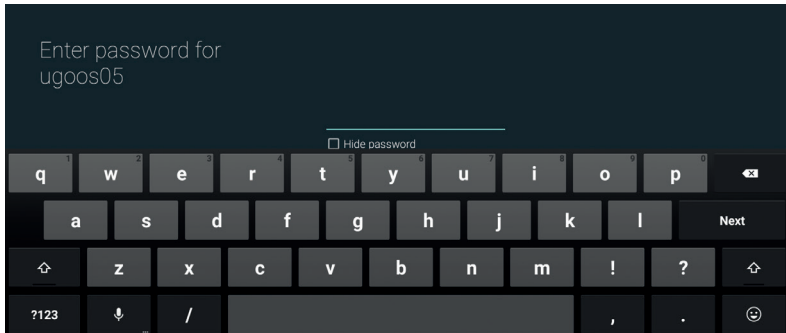 Enter password for
ugoos05
Hide password
q 1 w 2 e 3 r 4 t 5 y 6 u 7 i 8 o 9 p 0
a s d f g h j k l Next
z x c v b n m ! ?
?123 / , .